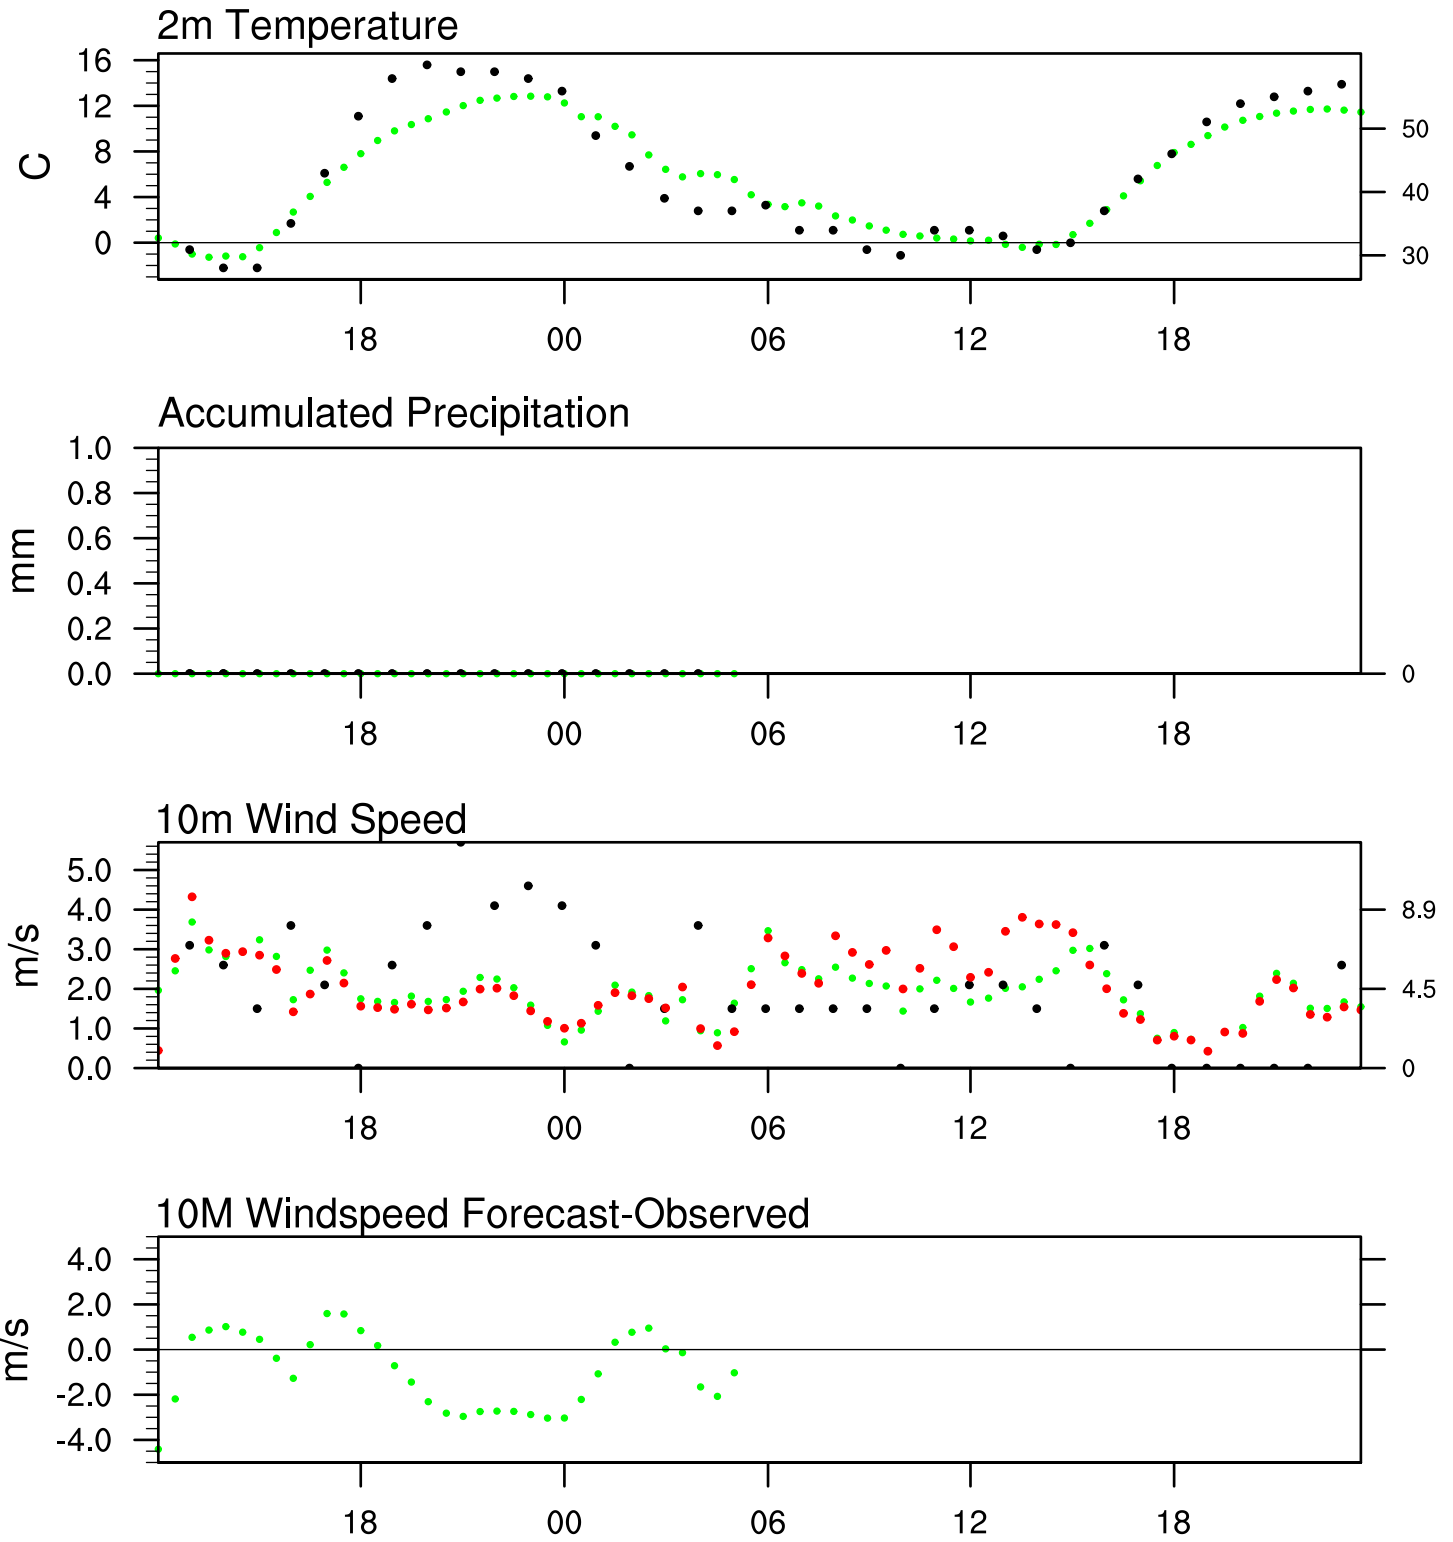 2m Temperature
16
12
8
4
0
C
50
40
30
18 00 06 12 18
Accumulated Precipitation
1.0
0.8
0.6
0.4
0.2
0.0
mm
0
18 00 06 12 18
10m Wind Speed
5.0
4.0
3.0
2.0
1.0
0.0
m/s
8.9
4.5
0
18 00 06 12 18
10M Windspeed Forecast-Observed
4.0
2.0
0.0
-2.0
-4.0
m/s
18 00 06 12 18